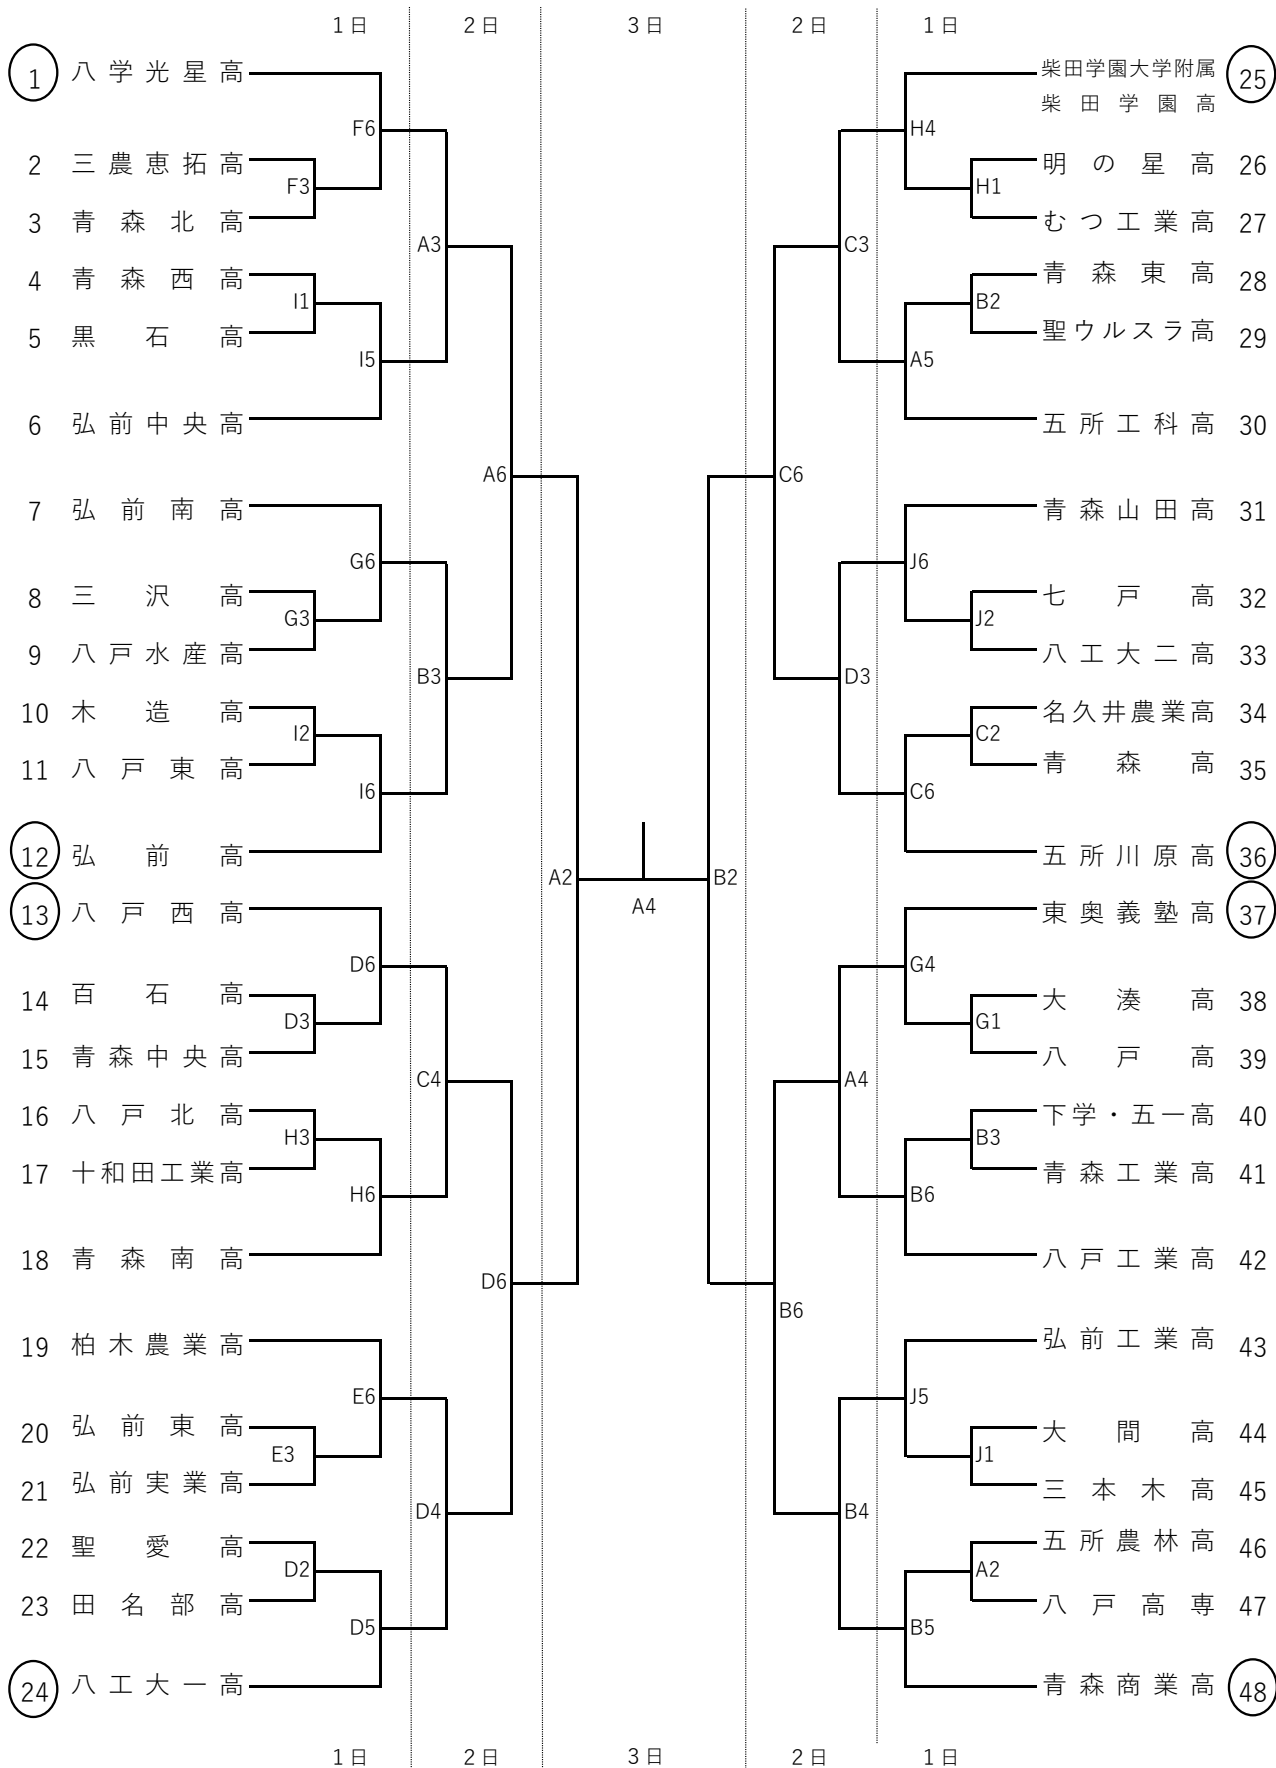 1日 2日 3日 2日 1日
1 八学光星高
2 三農恵拓高
3 青森北高
4 青森西高
5 黒石高
6 弘前中央高
7 弘前南高
8 三沢高
9 八戸水産高
10 木造高
11 八戸東高
12 弘前高
13 八戸西高
14 百石高
15 青森中央高
16 八戸北高
17 十和田工業高
18 青森南高
19 柏木農業高
20 弘前東高
21 弘前実業高
22 聖愛高
23 田名部高
24 八工大一高
F6
F3
I1
I5
G6
G3
I2
I6
D6
D3
H3
H6
E6
E3
D2
D5
A3
B3
C4
D4
A6
D6
A2
A4
B2
C6
B6
C3
D3
A4
B4
H4
H1
B2
A5
J6
J2
C2
C6
G4
G1
B3
B6
J5
J1
A2
B5
柴田学園大学附属
柴田学園高 25
明の星高 26
むつ工業高 27
青森東高 28
聖ウルスラ高 29
五所工科高 30
青森山田高 31
七戸高 32
八工大二高 33
名久井農業高 34
青森高 35
五所川原高 36
東奥義塾高 37
大湊高 38
八戸高 39
下学・五一高 40
青森工業高 41
八戸工業高 42
弘前工業高 43
大間高 44
三本木高 45
五所農林高 46
八戸高専 47
青森商業高 48
1日 2日 3日 2日 1日